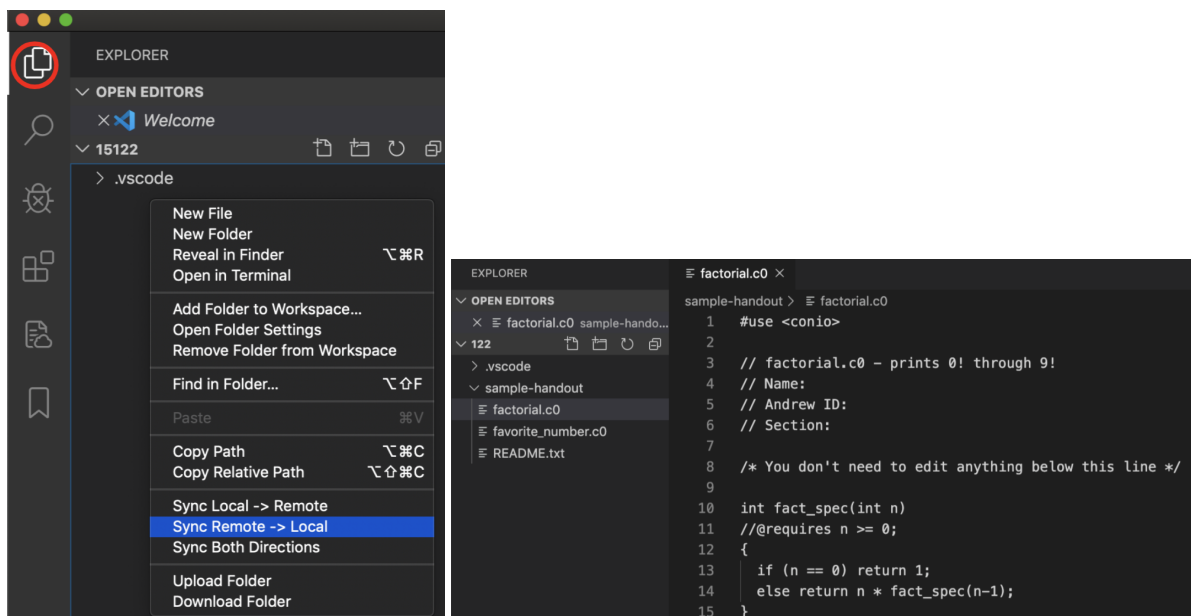 EXPLORER
OPEN EDITORS
Welcome
15122
.vscode
New File
New Folder
Reveal in Finder ⌥⌘R
Open in Terminal
Add Folder to Workspace...
Open Folder Settings
Remove Folder from Workspace
Find in Folder... ⌥⇧F
Paste ⌘V
Copy Path ⌥⌘C
Copy Relative Path ⌥⇧⌘C
Sync Local -> Remote
Sync Remote -> Local
Sync Both Directions
Upload Folder
Download Folder
EXPLORER
OPEN EDITORS
factorial.c0 sample-hando...
122
.vscode
sample-handout
factorial.c0
favorite_number.c0
README.txt
factorial.c0
sample-handout > factorial.c0
1 #use <conio>
2
3 // factorial.c0 - prints 0! through 9!
4 // Name:
5 // Andrew ID:
6 // Section:
7
8 /* You don't need to edit anything below this line */
9
10 int fact_spec(int n)
11 //@requires n >= 0;
12 {
13 if (n == 0) return 1;
14 else return n * fact_spec(n-1);
15 }